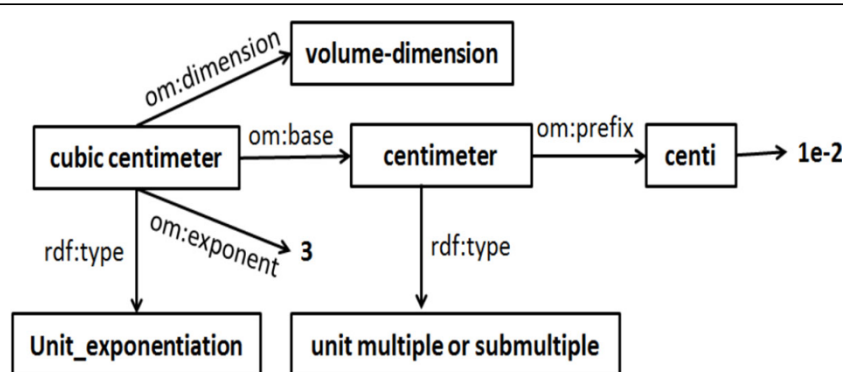 volume-dimension
om:dimension
cubic centimeter
om:base
centimeter
om:prefix
centi
1e-2
rdf:type
om:exponent
3
rdf:type
Unit_exponentiation
unit multiple or submultiple